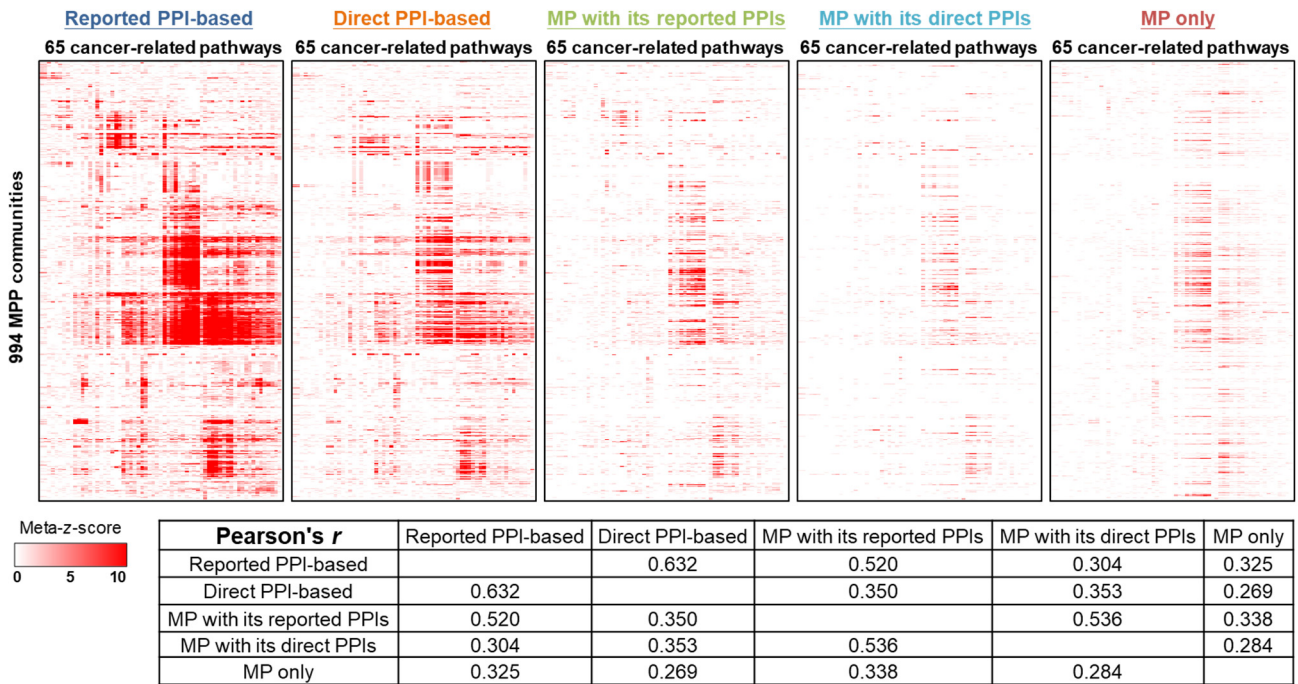 Reported PPI-based Direct PPI-based MP with its reported PPIs MP with its direct PPIs MP only
65 cancer-related pathways 65 cancer-related pathways 65 cancer-related pathways 65 cancer-related pathways 65 cancer-related pathways
994 MPP communities
Meta-z-score
0 5 10
Pearson's r Reported PPI-based Direct PPI-based MP with its reported PPIs MP with its direct PPIs MP only
Reported PPI-based 0.632 0.520 0.304 0.325
Direct PPI-based 0.632 0.350 0.353 0.269
MP with its reported PPIs 0.520 0.350 0.536 0.338
MP with its direct PPIs 0.304 0.353 0.536 0.284
MP only 0.325 0.269 0.338 0.284